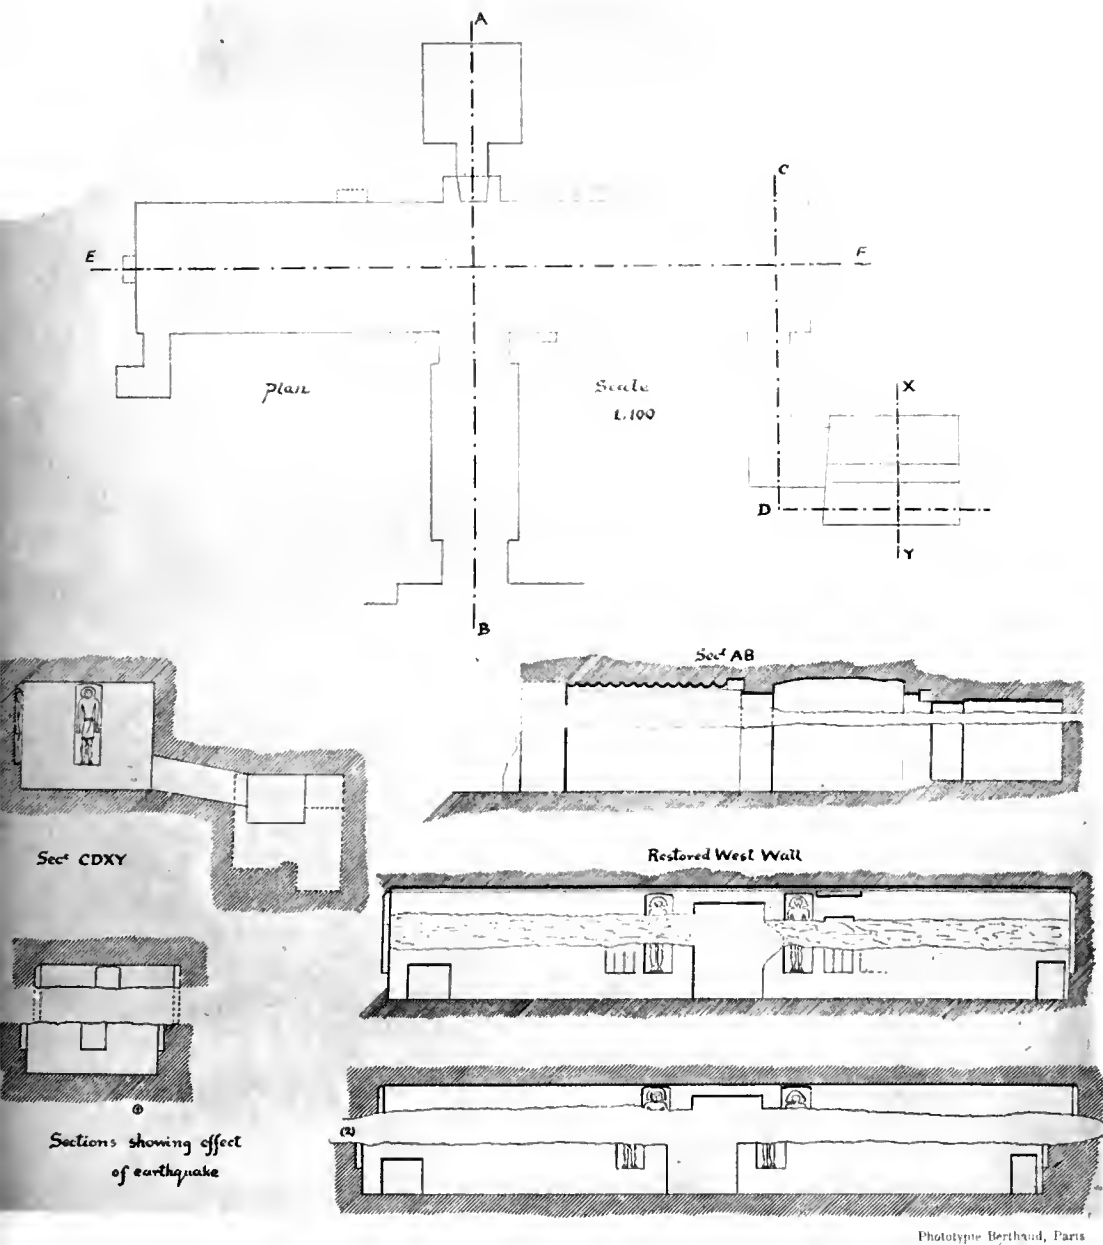 A
C
E
F
Plan
Scale
1.100
X
D
Y
B
Sect AB
Sect CDXY
Restored West Wall
(2)
Sections showing effect
of earthquake
Phototypie Berthaud, Paris